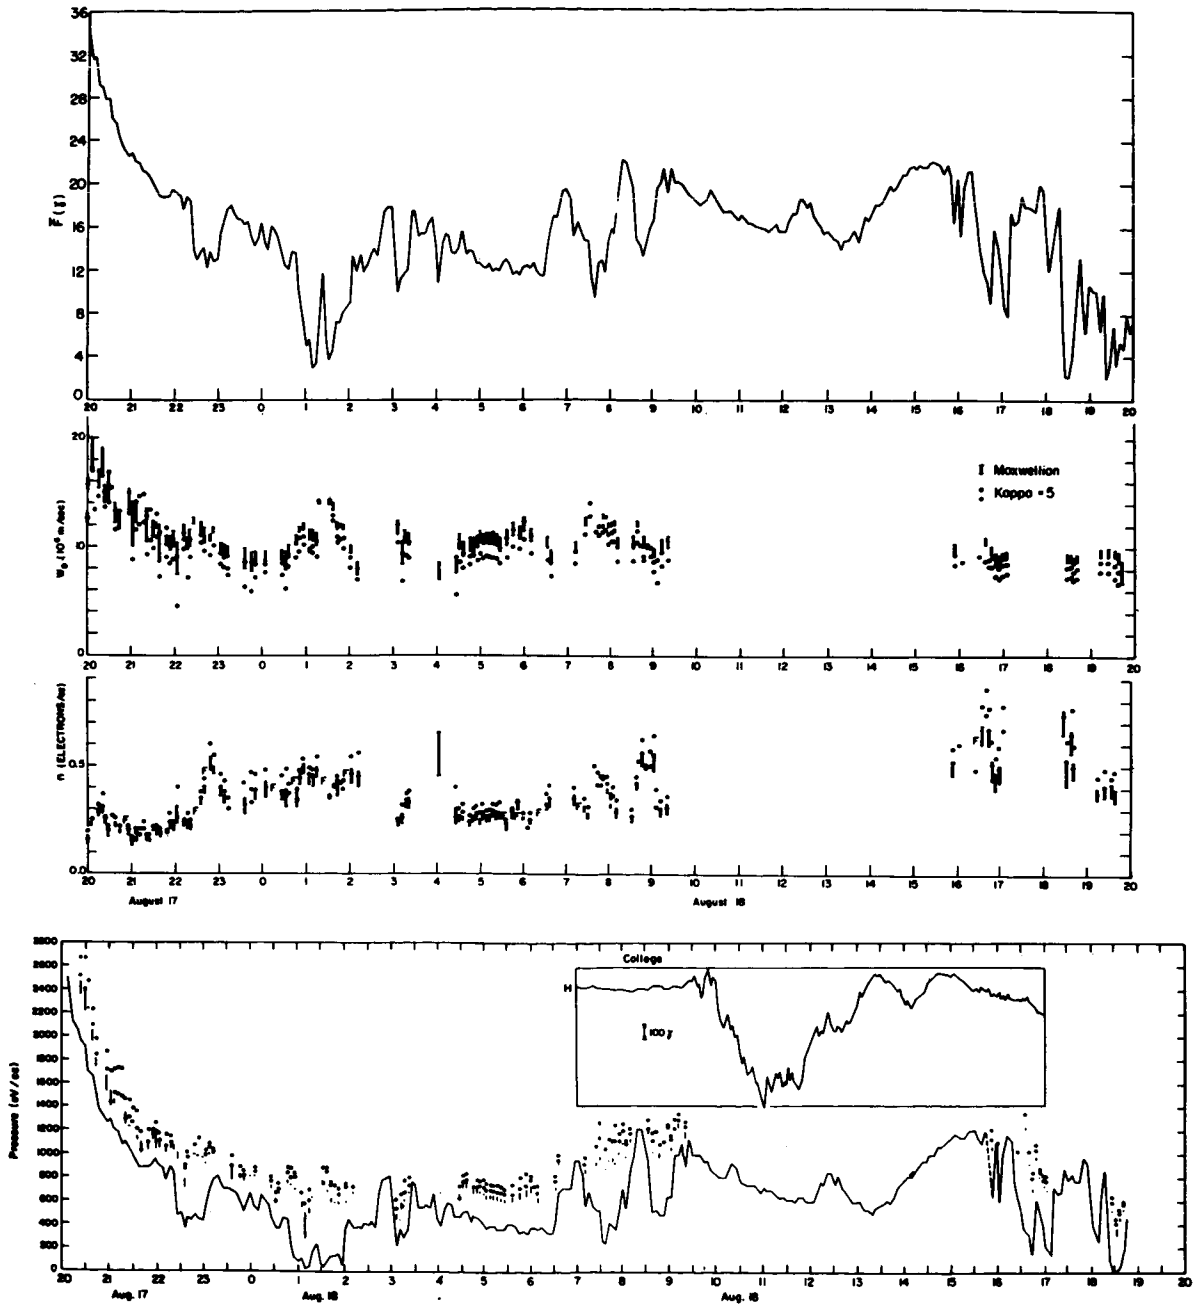 36
32
28
24
20
16
12
8
4
0
F̄(γ)
20 21 22 23 0 1 2 3 4 5 6 7 8 9 10 11 12 13 14 15 16 17 18 19 20
20
10
0
Maxwellian
Kappa = 5
20 21 22 23 0 1 2 3 4 5 6 7 8 9 10 11 12 13 14 15 16 17 18 19 20
n (ELECTRONS/cc)
0.5
0.0
F F F F F F
20 21 22 23 0 1 2 3 4 5 6 7 8 9 10 11 12 13 14 15 16 17 18 19 20
August 17 August 18
2800
2600
2400
2200
2000
1800
1600
1400
1200
1000
800
600
400
200
0
Pressure (eV/cc)
College
H
100 γ
20 21 22 23 0 1 2 3 4 5 6 7 8 9 10 11 12 13 14 15 16 17 18 19 20
Aug. 17 Aug. 18 Aug. 18